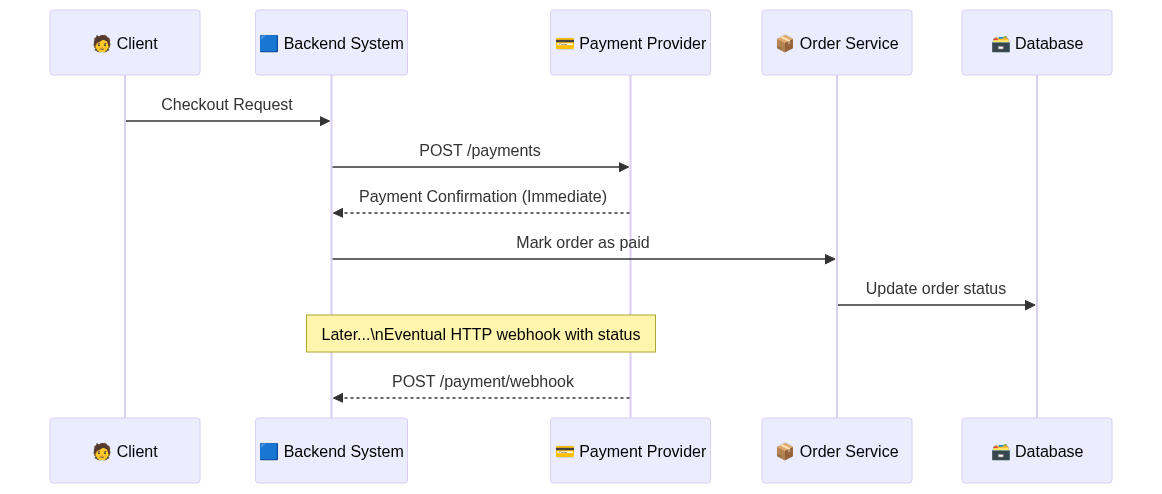 🧑 Client
🟦 Backend System
💳 Payment Provider
📦 Order Service
🗃️ Database
Checkout Request
POST /payments
Payment Confirmation (Immediate)
Mark order as paid
Update order status
Later...\nEventual HTTP webhook with status
POST /payment/webhook
🧑 Client
🟦 Backend System
💳 Payment Provider
📦 Order Service
🗃️ Database